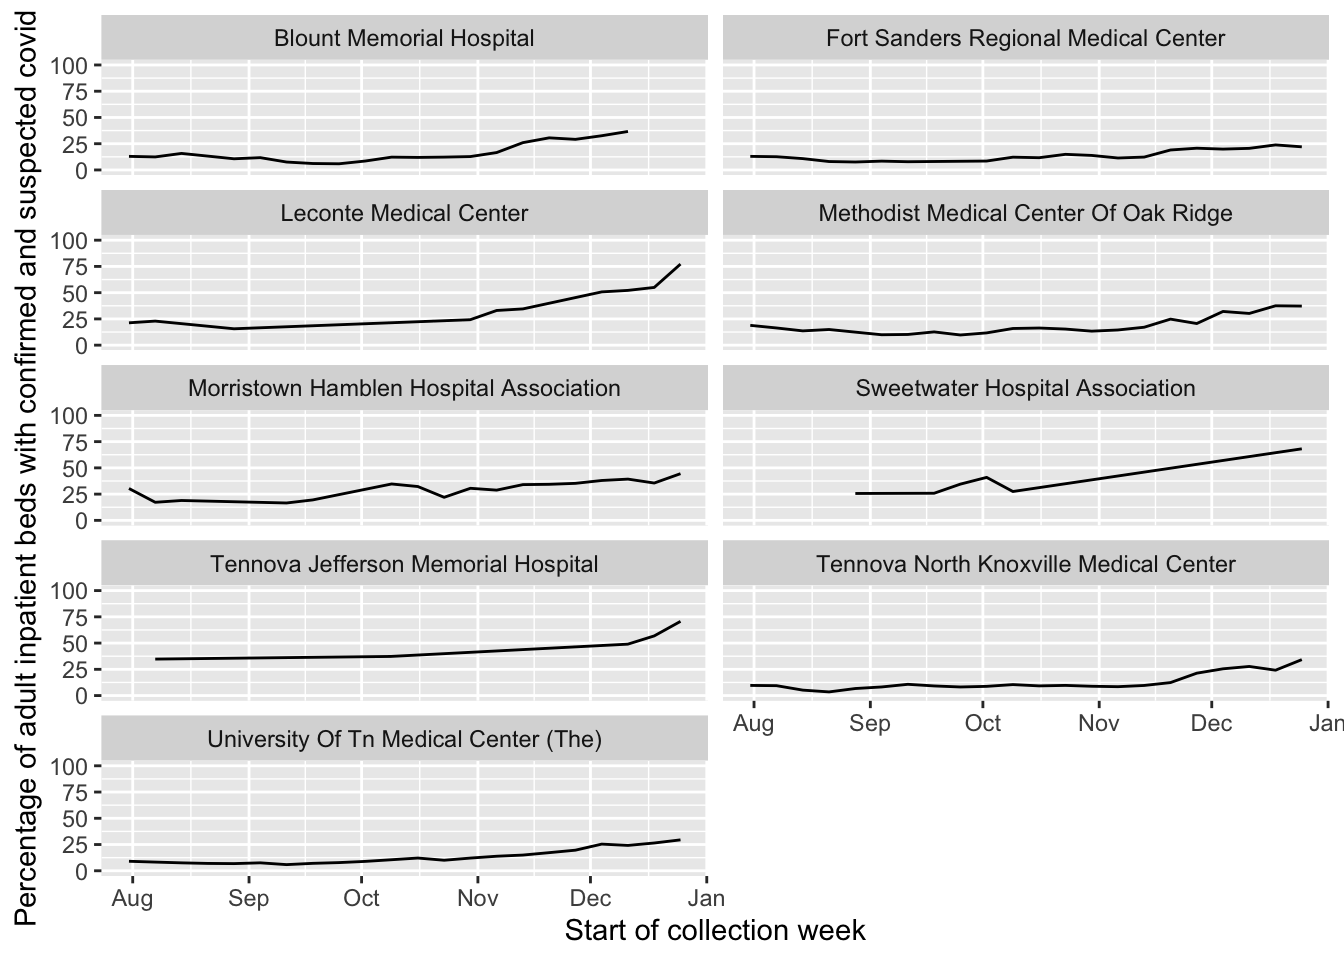 Percentage of adult inpatient beds with confirmed and suspected covid
Blount Memorial Hospital
100
75
50
25
0
Fort Sanders Regional Medical Center
Leconte Medical Center
100
75
50
25
0
Methodist Medical Center Of Oak Ridge
Morristown Hamblen Hospital Association
100
75
50
25
0
Sweetwater Hospital Association
Tennova Jefferson Memorial Hospital
100
75
50
25
0
Tennova North Knoxville Medical Center
Aug Sep Oct Nov Dec Jan
University Of Tn Medical Center (The)
100
75
50
25
0
Aug Sep Oct Nov Dec Jan
Start of collection week